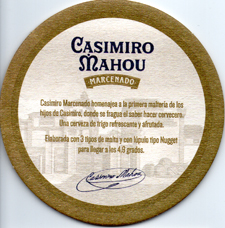 CASIMIRO
MAHOU
MARCENADO
Casimiro Marcenado homenajea a la primera maltería de los
hijos de Casimiro, donde se fragua el saber hacer cervecero.
Una cerveza de trigo refrescante y afrutada.
Elaborada con 3 tipos de malta y con lúpulo tipo Nugget
para llegar a los 4,9 grados.
Casimiro Mahou